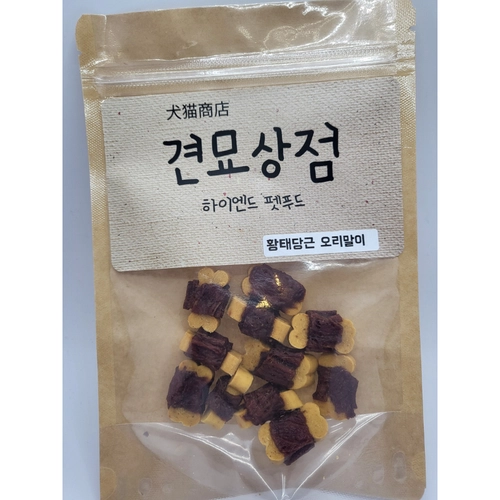 犬猫商店
견묘상점
하이엔드 펫푸드
황태당근 오리말이